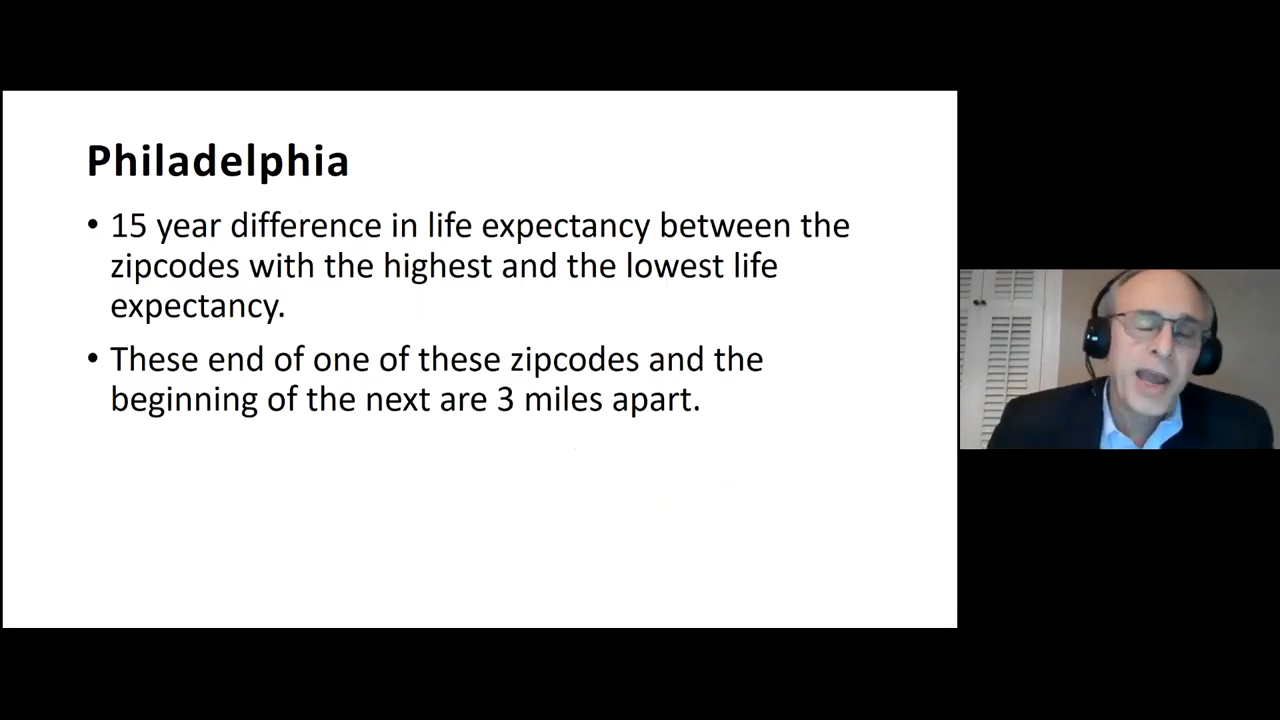 Philadelphia
• 15 year difference in life expectancy between the
zipcodes with the highest and the lowest life
expectancy.
• These end of one of these zipcodes and the
beginning of the next are 3 miles apart.